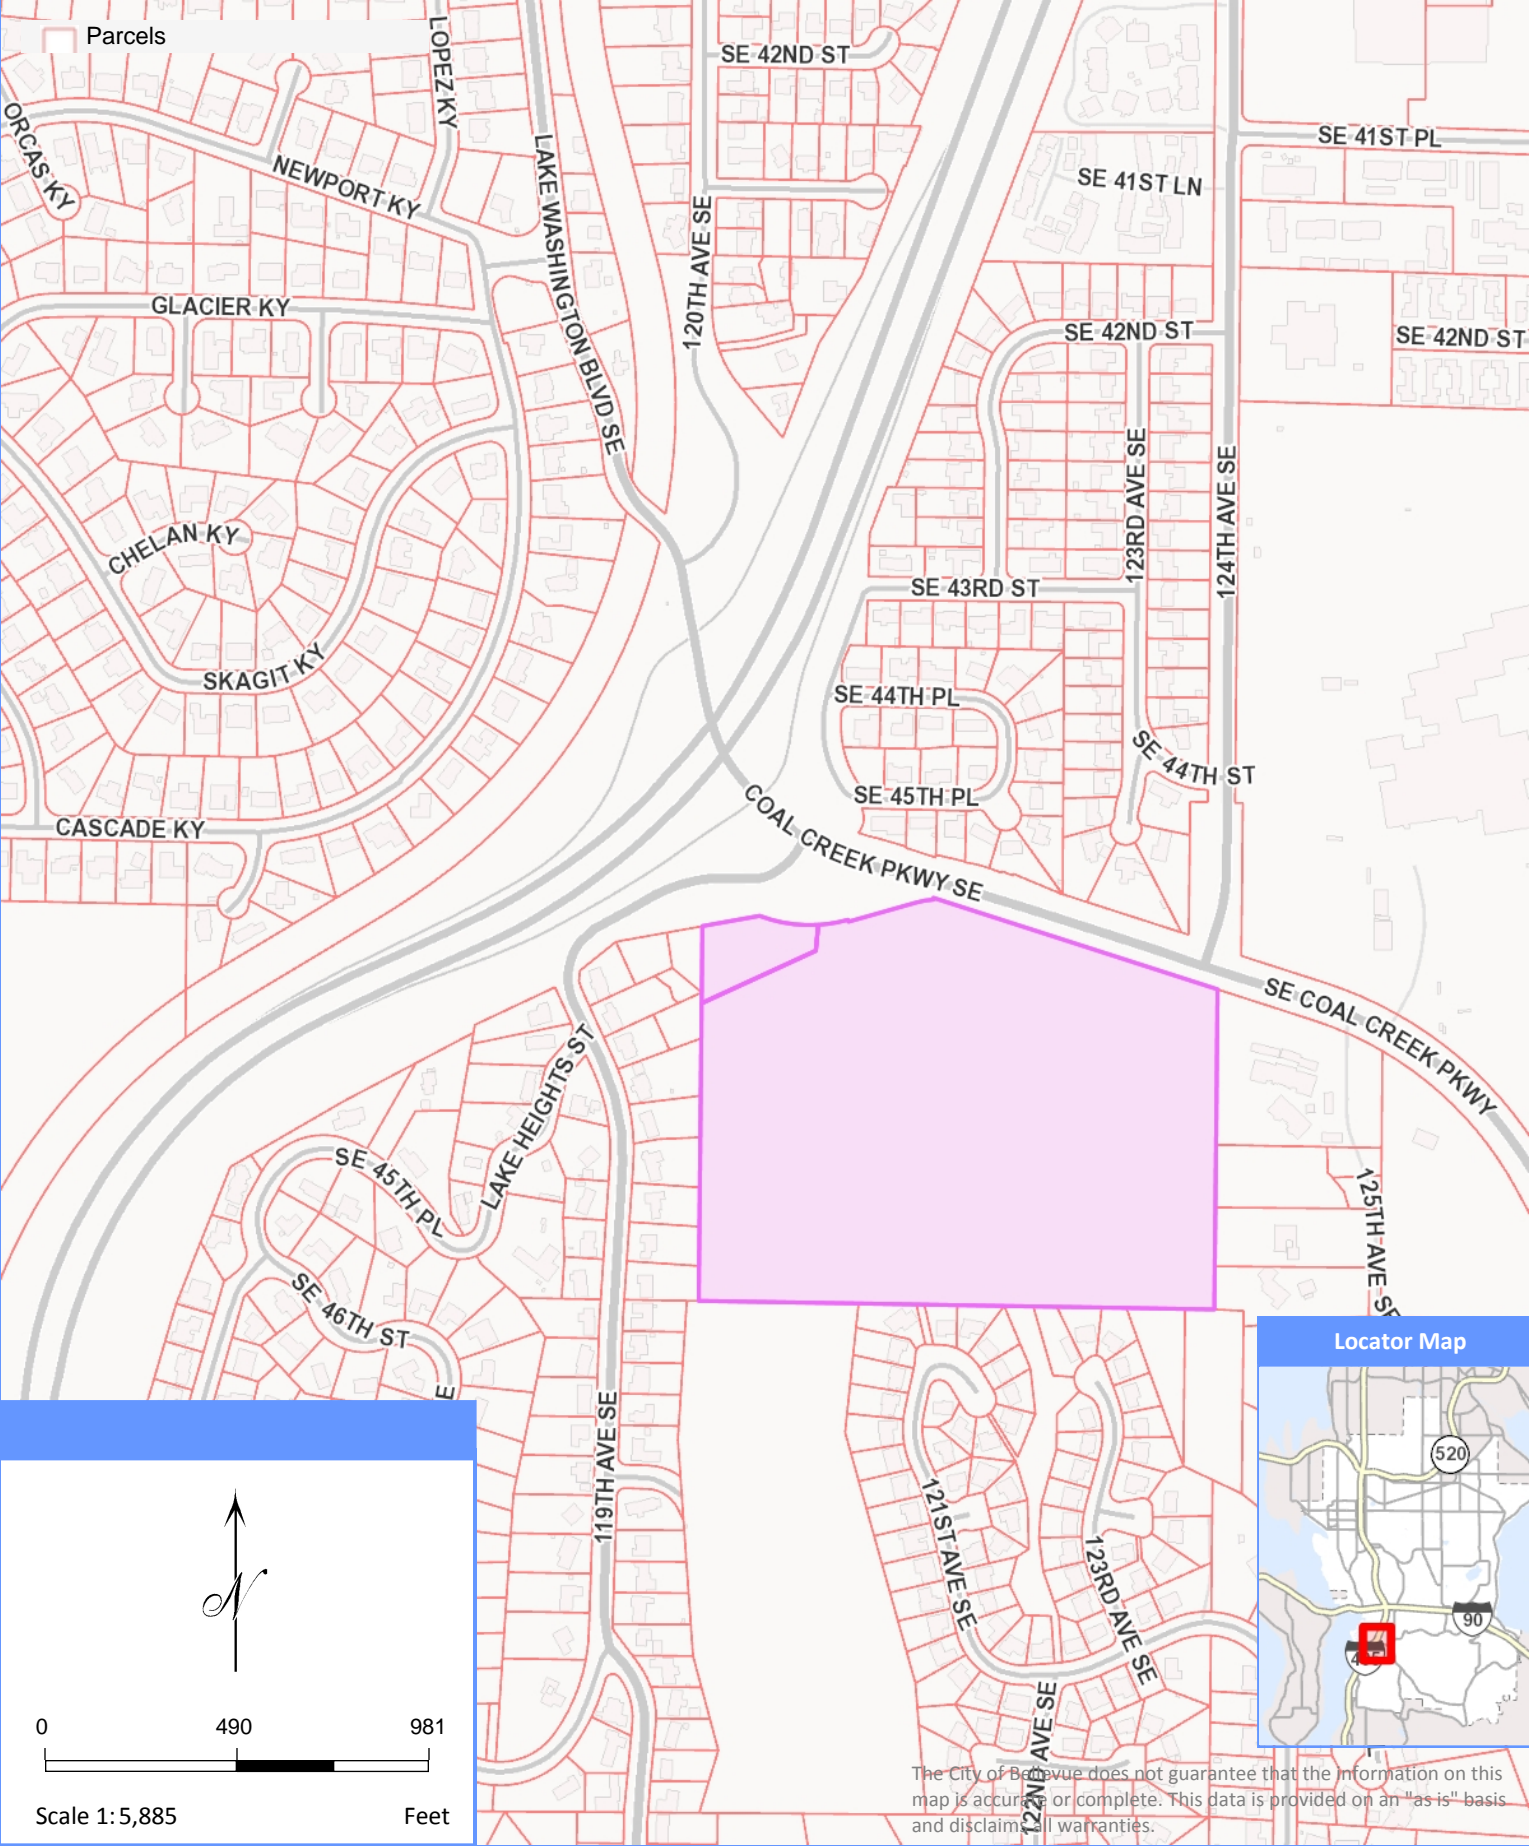 Parcels
LOPEZ KY
SE 42ND ST
ORCAS KY
NEWPORT KY
LAKE WASHINGTON BLVD SE
120TH AVE SE
SE 41ST PL
SE 41ST LN
GLACIER KY
SE 42ND ST
SE 42ND ST
123RD AVE SE
124TH AVE SE
CHELAN KY
SE 43RD ST
SKAGIT KY
SE 44TH PL
SE 44TH ST
SE 45TH PL
CASCADE KY
COAL CREEK PKWY SE
SE COAL CREEK PKWY
LAKE HEIGHTS ST
SE 45TH PL
125TH AVE SE
SE 46TH ST
E
119TH AVE SE
121ST AVE SE
123RD AVE SE
122ND AVE SE
Locator Map
520
90
N
0 490 981
Scale 1:5,885 Feet
The City of Bellevue does not guarantee that the information on this
map is accurate or complete. This data is provided on an "as is" basis
and disclaims all warranties.